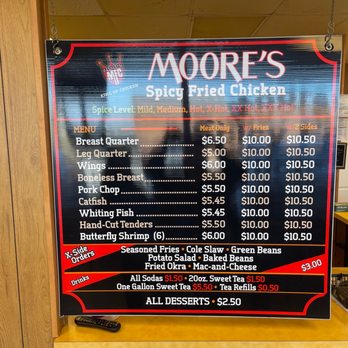 MFC
KING OF CHICKEN
MOORE'S
Spicy Fried Chicken
Spice Level: Mild, Medium, Hot, X-Hot, XX Hot, XXX Hot
MENU Meat Only w/ Fries w/ 2 Sides
Breast Quarter $6.50 $10.00 $10.50
Leg Quarter $5.00 $10.00 $10.50
Wings $6.00 $10.00 $10.50
Boneless Breast $5.50 $10.00 $10.50
Pork Chop $5.50 $10.00 $10.50
Catfish $5.45 $10.00 $10.50
Whiting Fish $5.45 $10.00 $10.50
Hand-Cut Tenders $5.50 $10.00 $10.50
Butterfly Shrimp (6) $6.00 $10.00 $10.50
X-Side Orders
Seasoned Fries • Cole Slaw • Green Beans
Potato Salad • Baked Beans
Fried Okra • Mac-and-Cheese
$3.00
Drinks
All Sodas $1.50 • 20oz. Sweet Tea $1.50
One Gallon Sweet Tea $5.50 • Tea Refills $0.50
ALL DESSERTS • $2.50